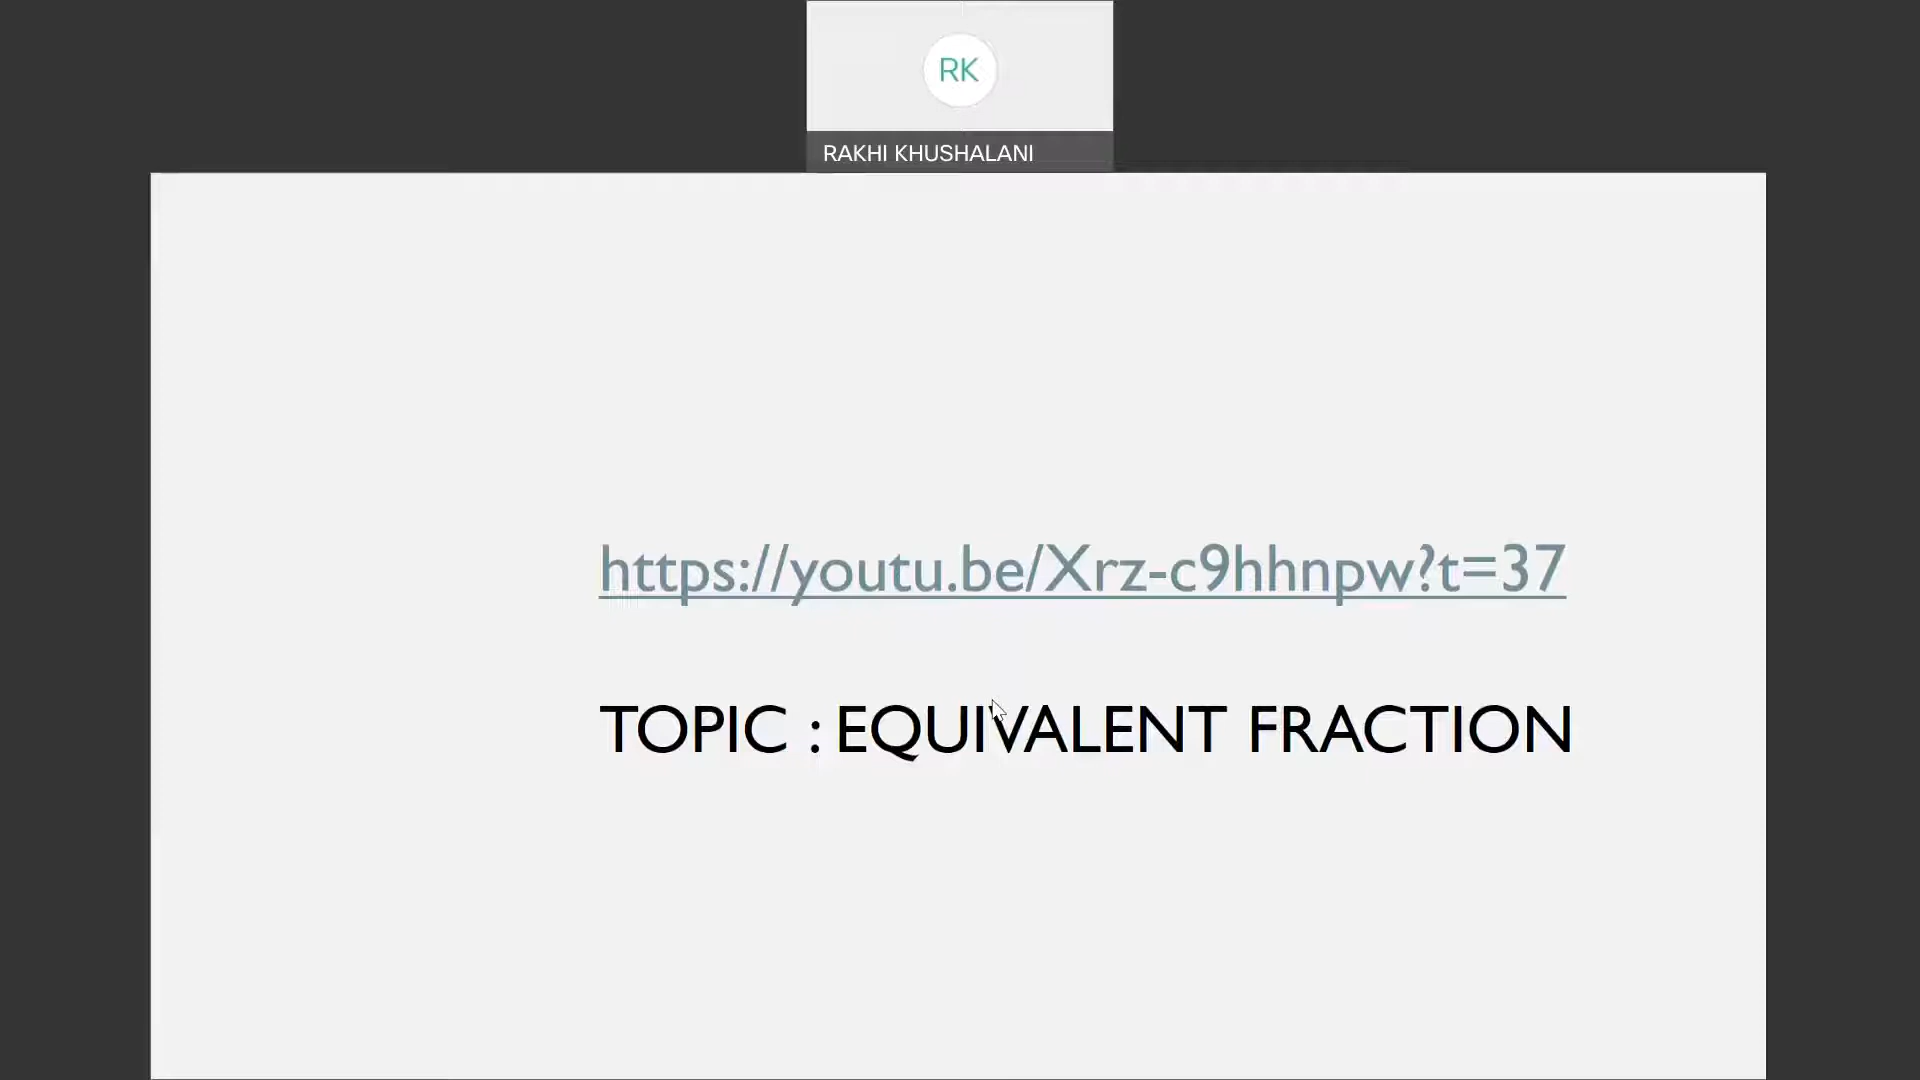 RK
RAKHI KHUSHALANI
https://youtu.be/Xrz-c9hhnpw?t=37
TOPIC : EQUIVALENT FRACTION